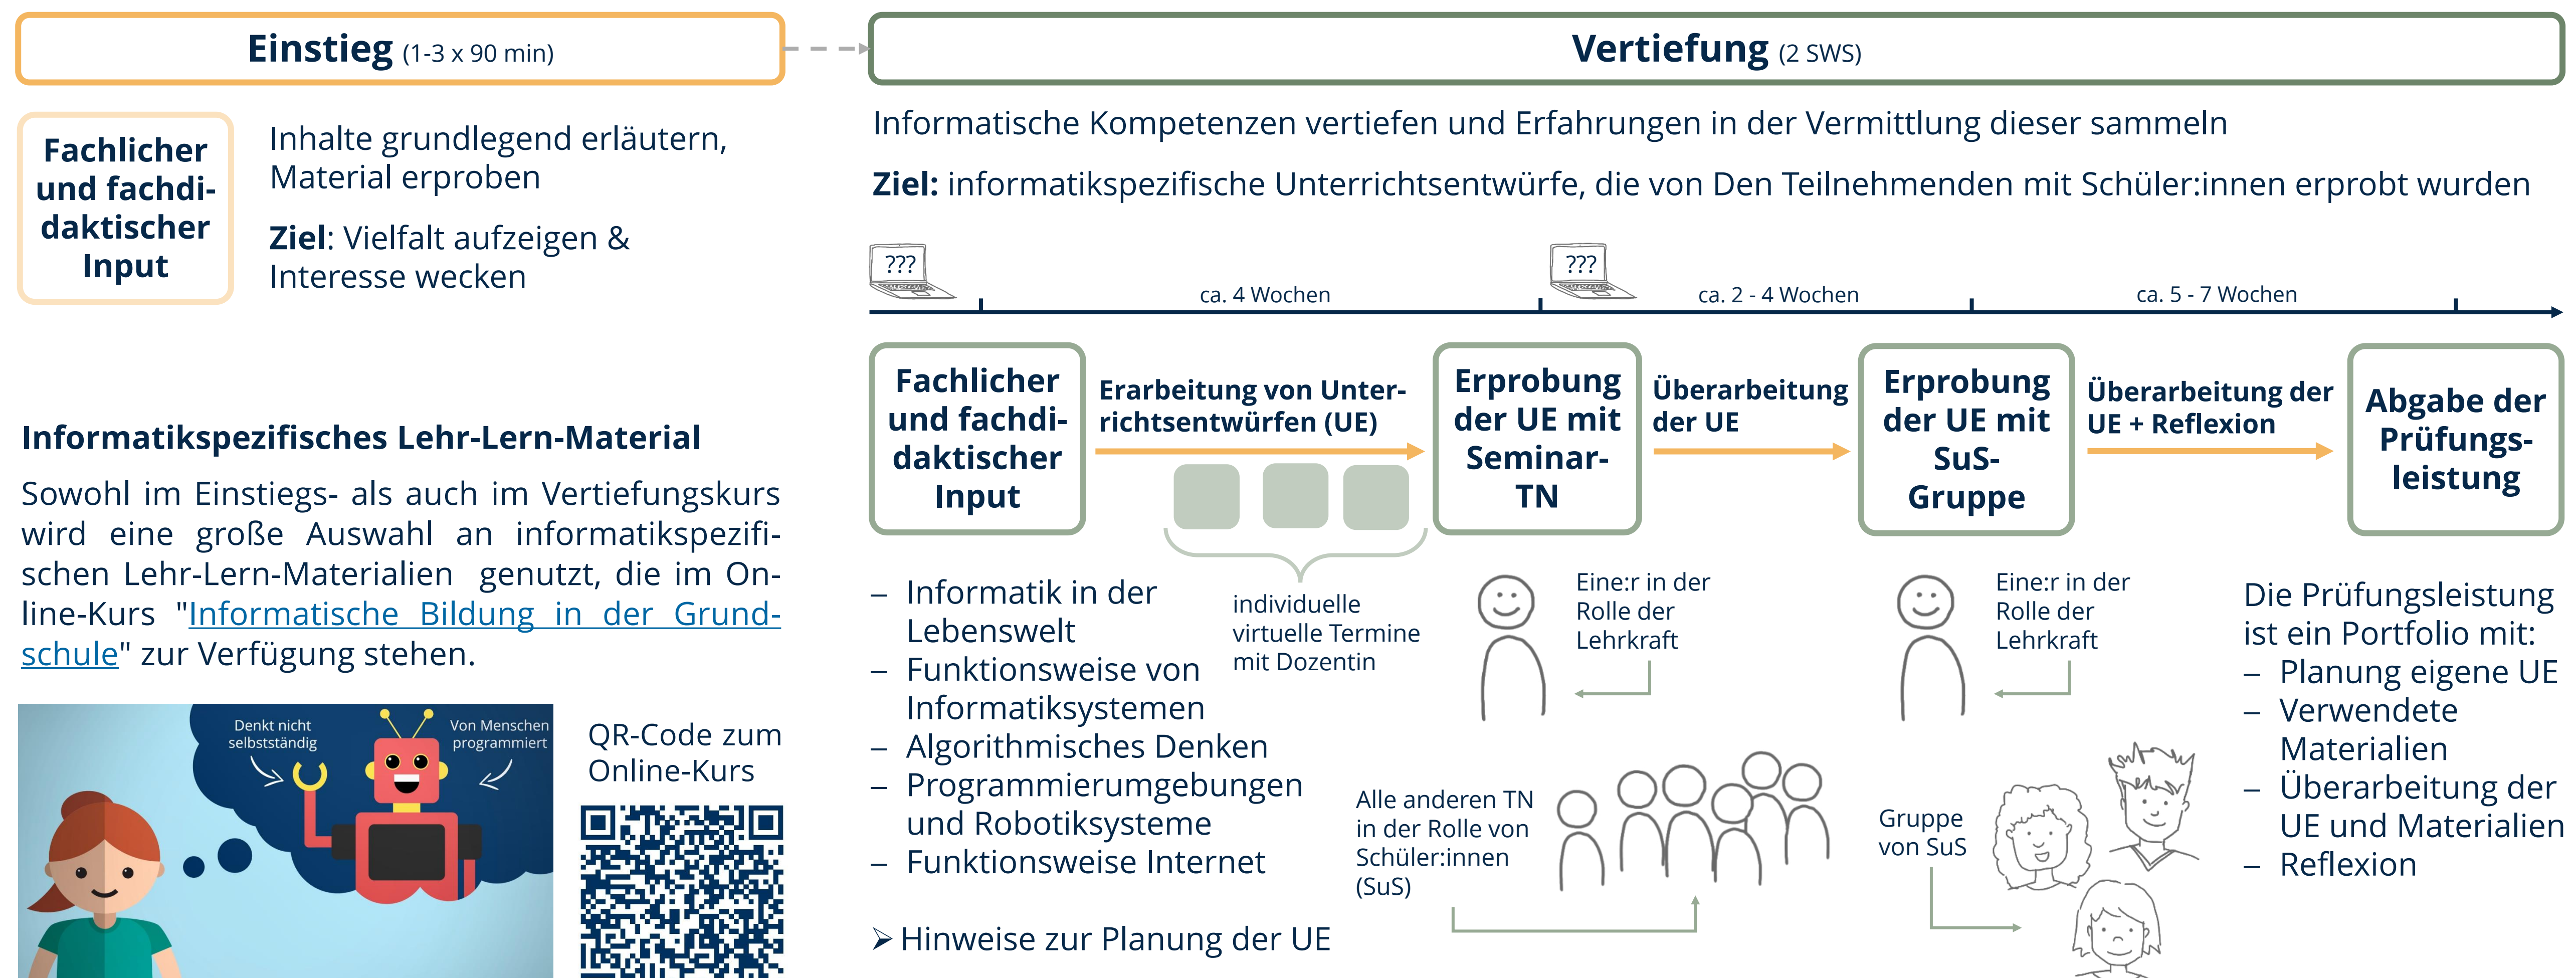 Einstieg (1-3 x 90 min)
Fachlicher
und fachdi-
daktischer
Input
Inhalte grundlegend erläutern,
Material erproben
Ziel: Vielfalt aufzeigen &
Interesse wecken
Informatikspezifisches Lehr-Lern-Material
Sowohl im Einstiegs- als auch im Vertiefungskurs
wird eine große Auswahl an informatikspezifi-
schen Lehr-Lern-Materialien genutzt, die im On-
line-Kurs "Informatische Bildung in der Grund-
schule" zur Verfügung stehen.
Denkt nicht
selbstständig
Von Menschen
programmiert
QR-Code zum
Online-Kurs
Vertiefung (2 SWS)
Informatische Kompetenzen vertiefen und Erfahrungen in der Vermittlung dieser sammeln
Ziel: informatikspezifische Unterrichtsentwürfe, die von Den Teilnehmenden mit Schüler:innen erprobt wurden
???
ca. 4 Wochen
???
ca. 2 - 4 Wochen
ca. 5 - 7 Wochen
Fachlicher
und fachdi-
daktischer
Input
Erarbeitung von Unter-
richtsentwürfen (UE)
Erprobung
der UE mit
Seminar-
TN
Überarbeitung
der UE
Erprobung
der UE mit
SuS-
Gruppe
Überarbeitung der
UE + Reflexion
Abgabe der
Prüfungs-
leistung
– Informatik in der
Lebenswelt
– Funktionsweise von
Informatiksystemen
– Algorithmisches Denken
– Programmierumgebungen
und Robotiksysteme
– Funktionsweise Internet
➢ Hinweise zur Planung der UE
individuelle
virtuelle Termine
mit Dozentin
Eine:r in der
Rolle der
Lehrkraft
Alle anderen TN
in der Rolle von
Schüler:innen
(SuS)
Eine:r in der
Rolle der
Lehrkraft
Gruppe
von SuS
Die Prüfungsleistung
ist ein Portfolio mit:
– Planung eigene UE
– Verwendete
Materialien
– Überarbeitung der
UE und Materialien
– Reflexion